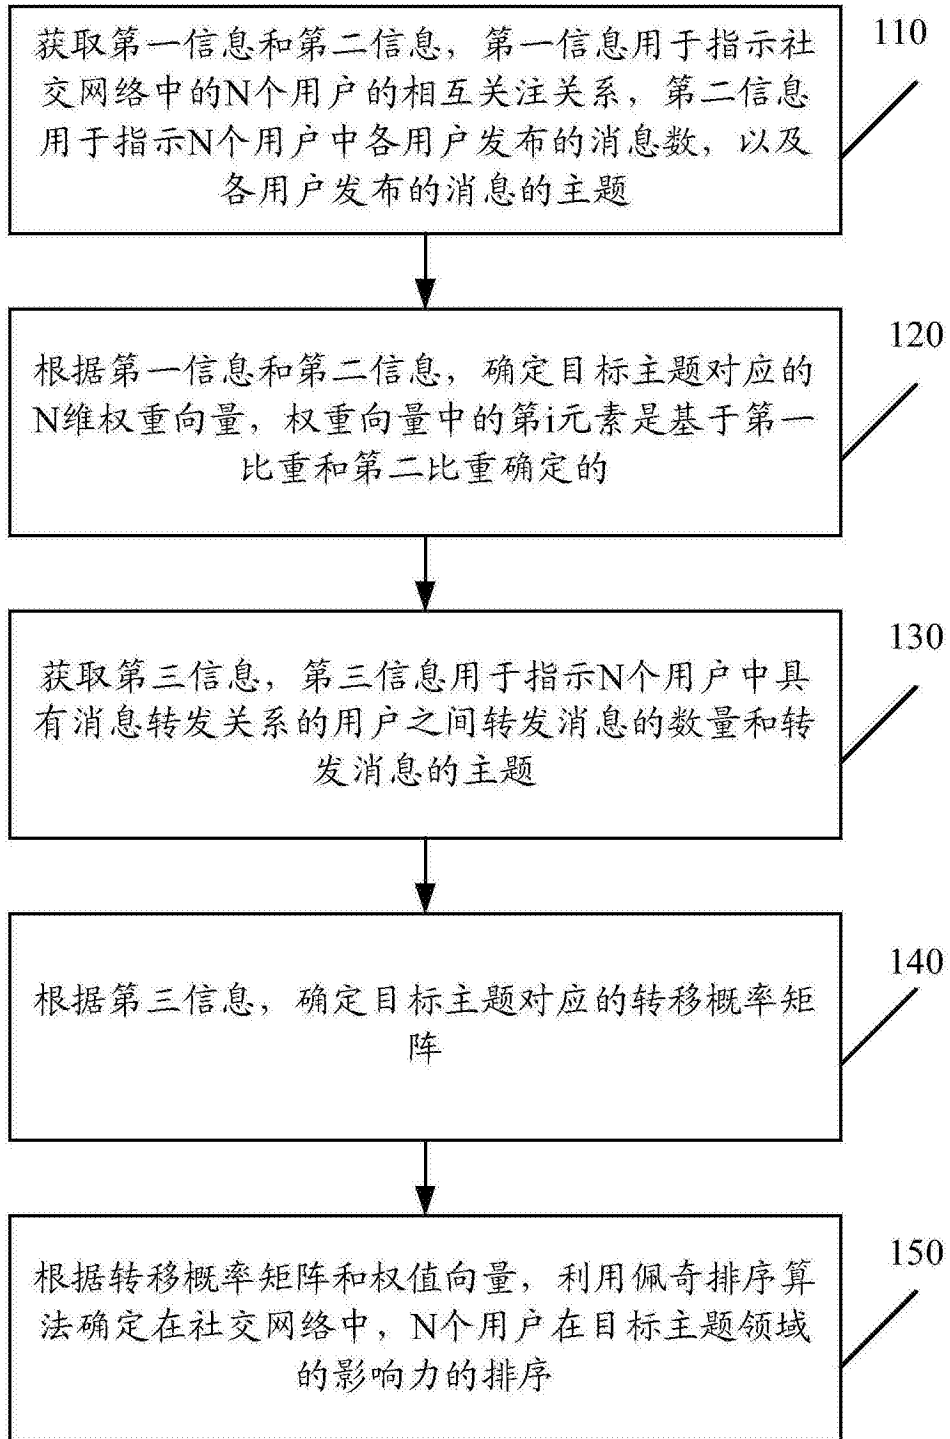 获取第一信息和第二信息，第一信息用于指示社
交网络中的N个用户的相互关注关系，第二信息
用于指示N个用户中各用户发布的消息数，以及
各用户发布的消息的主题
110
根据第一信息和第二信息，确定目标主题对应的
N维权重向量，权重向量中的第i元素是基于第一
比重和第二比重确定的
120
获取第三信息，第三信息用于指示N个用户中具
有消息转发关系的用户之间转发消息的数量和转
发消息的主题
130
根据第三信息，确定目标主题对应的转移概率矩
阵
140
根据转移概率矩阵和权值向量，利用佩奇排序算
法确定在社交网络中，N个用户在目标主题领域
的影响力的排序
150